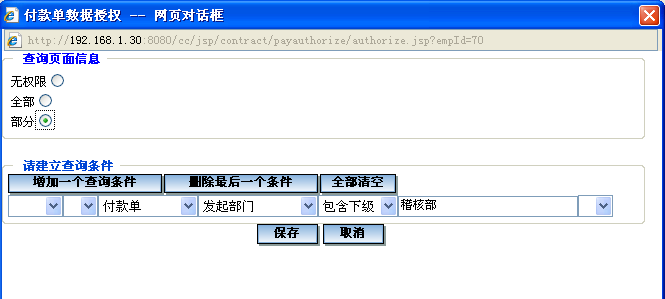 付款单数据授权 -- 网页对话框
http://192.168.1.30:8080/cc/jsp/contract/payauthorize/authorize.jsp?empId=70
查询页面信息
无权限
全部
部分
请建立查询条件
增加一个查询条件 删除最后一个条件 全部清空
付款单 发起部门 包含下级 稽核部
保存 取消